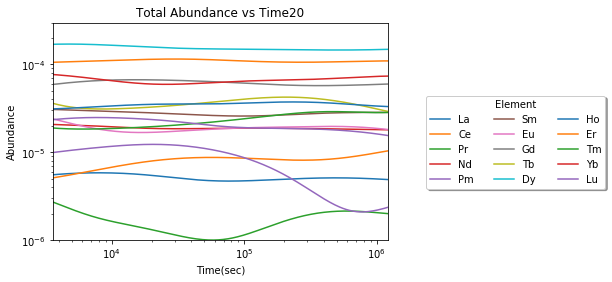 Total Abundance vs Time20
Abundance
10⁻⁴
10⁻⁵
10⁻⁶
10⁴
10⁵
10⁶
Time(sec)
Element
La Sm Ho
Ce Eu Er
Pr Gd Tm
Nd Tb Yb
Pm Dy Lu